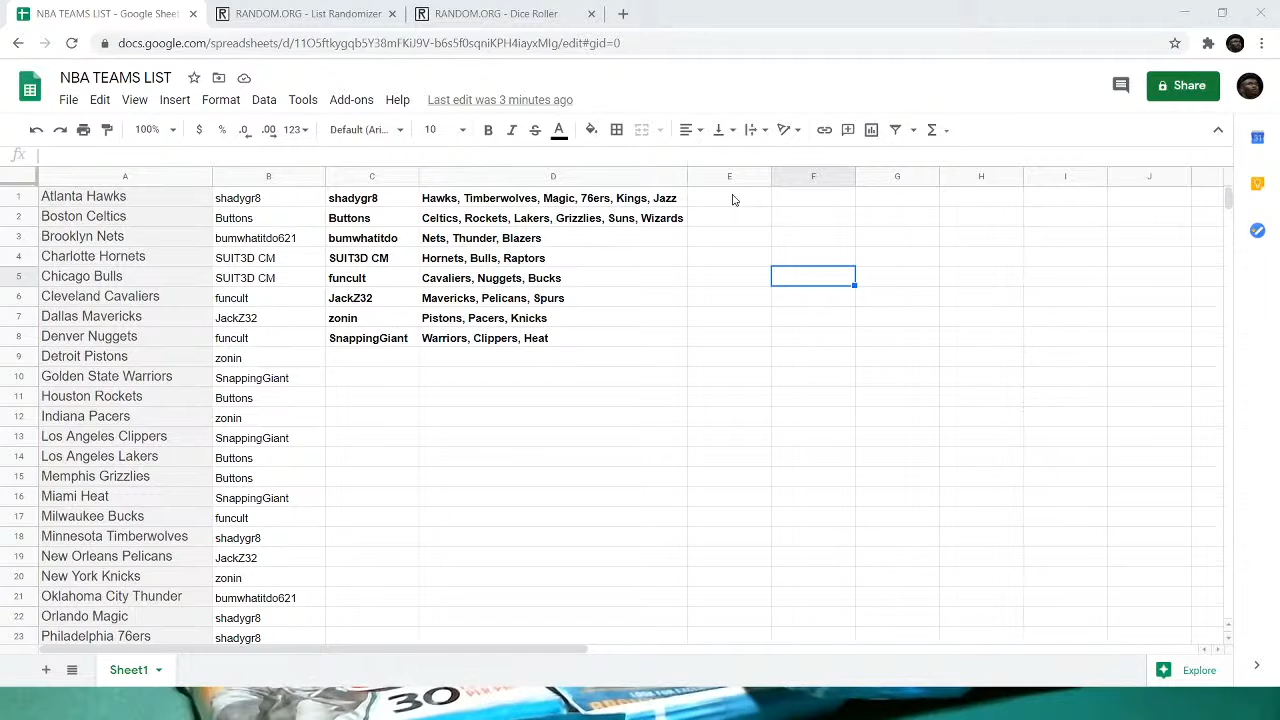 NBA TEAMS LIST - Google Sheet
RANDOM.ORG - List Randomizer
RANDOM.ORG - Dice Roller
docs.google.com/spreadsheets/d/11O5ftkygqb5Y38mFKiJ9V-b6s5f0sqniKPH4iayxMIg/edit#gid=0
NBA TEAMS LIST
Share
File Edit View Insert Format Data Tools Add-ons Help Last edit was 3 minutes ago
100% $ % .0 .00 123 Default (Ari... 10 B I S A
fx
A B C D E F G H I J
1 Atlanta Hawks shadygr8 shadygr8 Hawks, Timberwolves, Magic, 76ers, Kings, Jazz
2 Boston Celtics Buttons Buttons Celtics, Rockets, Lakers, Grizzlies, Suns, Wizards
3 Brooklyn Nets bumwhatitdo621 bumwhatitdo Nets, Thunder, Blazers
4 Charlotte Hornets SUIT3D CM SUIT3D CM Hornets, Bulls, Raptors
5 Chicago Bulls SUIT3D CM funcult Cavaliers, Nuggets, Bucks
6 Cleveland Cavaliers funcult JackZ32 Mavericks, Pelicans, Spurs
7 Dallas Mavericks JackZ32 zonin Pistons, Pacers, Knicks
8 Denver Nuggets funcult SnappingGiant Warriors, Clippers, Heat
9 Detroit Pistons zonin
10 Golden State Warriors SnappingGiant
11 Houston Rockets Buttons
12 Indiana Pacers zonin
13 Los Angeles Clippers SnappingGiant
14 Los Angeles Lakers Buttons
15 Memphis Grizzlies Buttons
16 Miami Heat SnappingGiant
17 Milwaukee Bucks funcult
18 Minnesota Timberwolves shadygr8
19 New Orleans Pelicans JackZ32
20 New York Knicks zonin
21 Oklahoma City Thunder bumwhatitdo621
22 Orlando Magic shadygr8
23 Philadelphia 76ers shadygr8
Sheet1
Explore
30